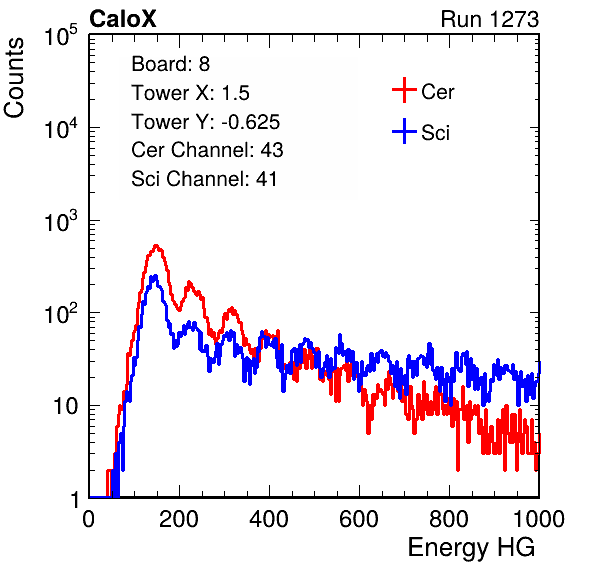 CaloX Run 1273
Counts
10^5
10^4
10^3
10^2
10
1
Board: 8
Tower X: 1.5
Tower Y: -0.625
Cer Channel: 43
Sci Channel: 41
Cer
Sci
0 200 400 600 800 1000
Energy HG